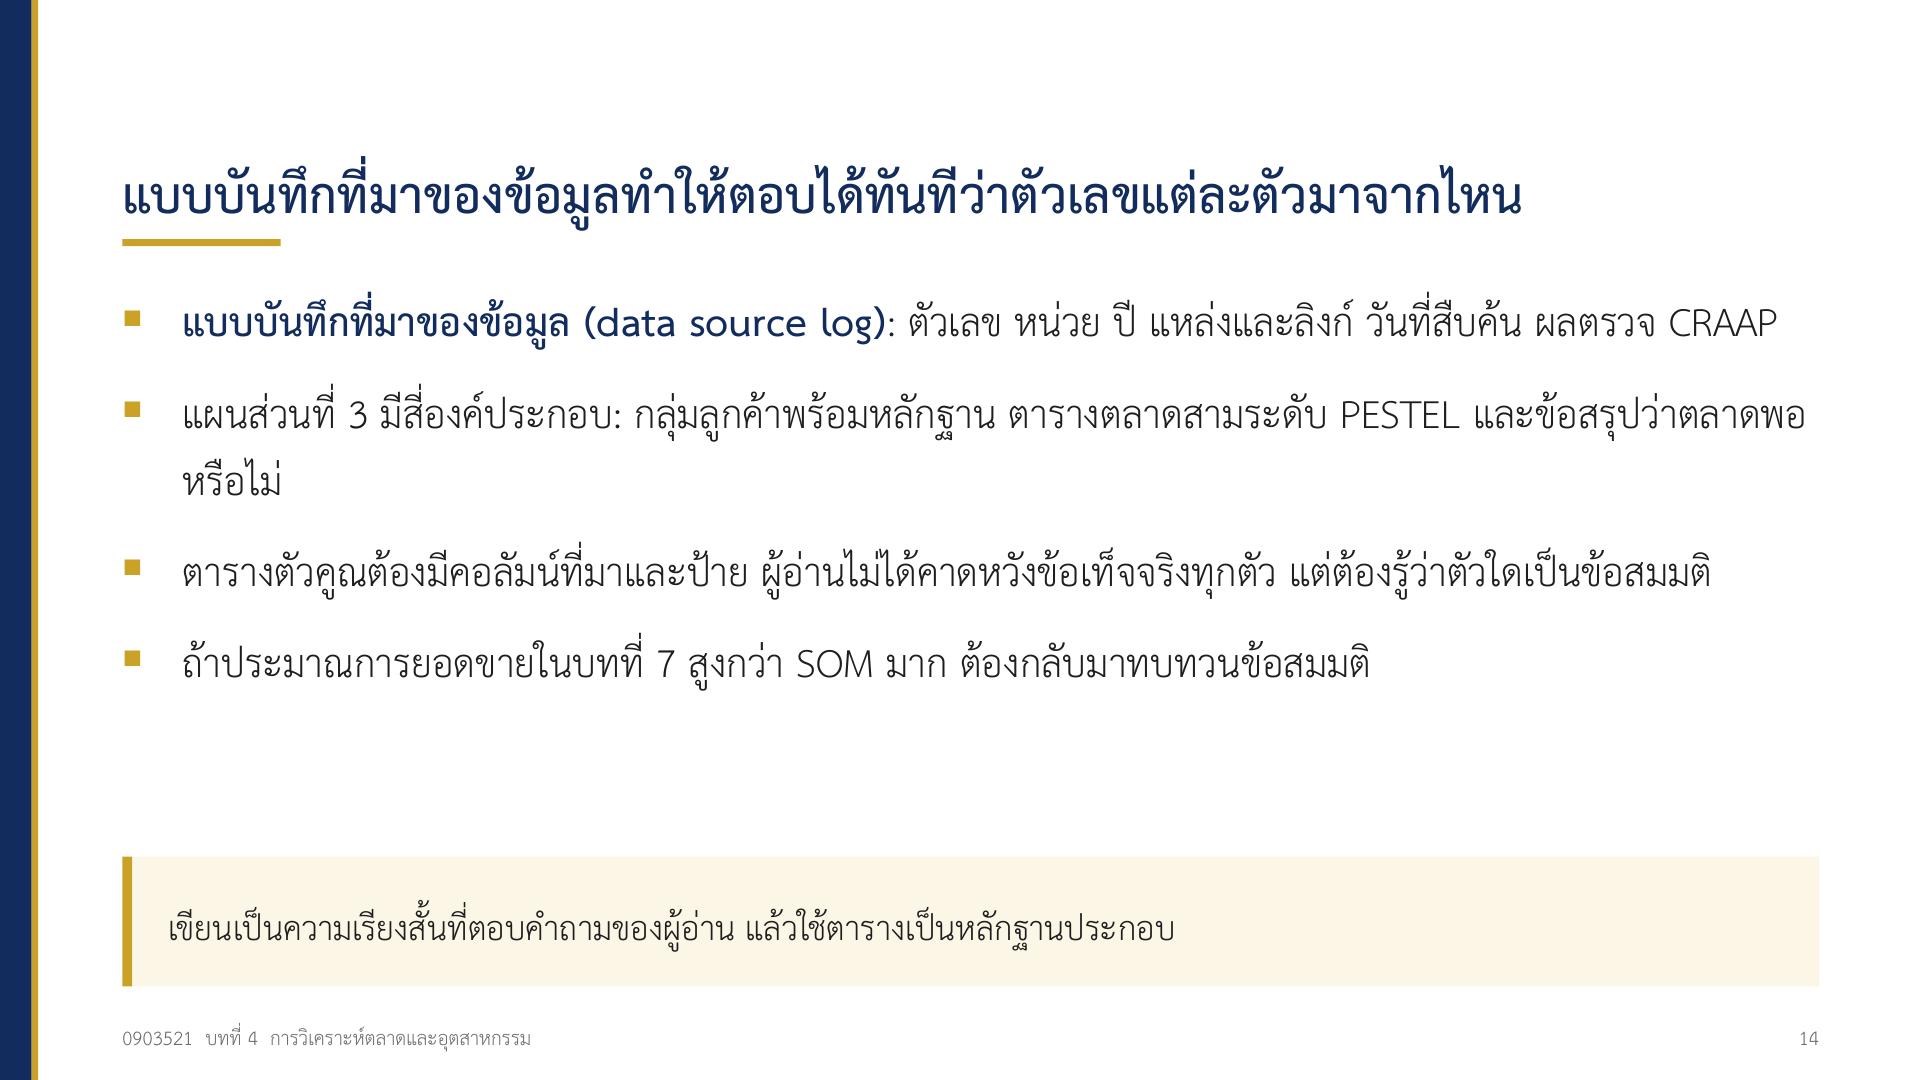 แบบบันทึกที่มาของข้อมูลทำให้ตอบได้ทันทีว่าตัวเลขแต่ละตัวมาจากไหน
แบบบันทึกที่มาของข้อมูล (data source log): ตัวเลข หน่วย ปี แหล่งและลิงก์ วันที่สืบค้น ผลตรวจ CRAAP
แผนส่วนที่ 3 มีสี่องค์ประกอบ: กลุ่มลูกค้าพร้อมหลักฐาน ตารางตลาดสามระดับ PESTEL และข้อสรุปว่าตลาดพอ
หรือไม่
ตารางตัวคูณต้องมีคอลัมน์ที่มาและป้าย ผู้อ่านไม่ได้คาดหวังข้อเท็จจริงทุกตัว แต่ต้องรู้ว่าตัวใดเป็นข้อสมมติ
ถ้าประมาณการยอดขายในบทที่ 7 สูงกว่า SOM มาก ต้องกลับมาทบทวนข้อสมมติ
เขียนเป็นความเรียงสั้นที่ตอบคำถามของผู้อ่าน แล้วใช้ตารางเป็นหลักฐานประกอบ
0903521 บทที่ 4 การวิเคราะห์ตลาดและอุตสาหกรรม
14